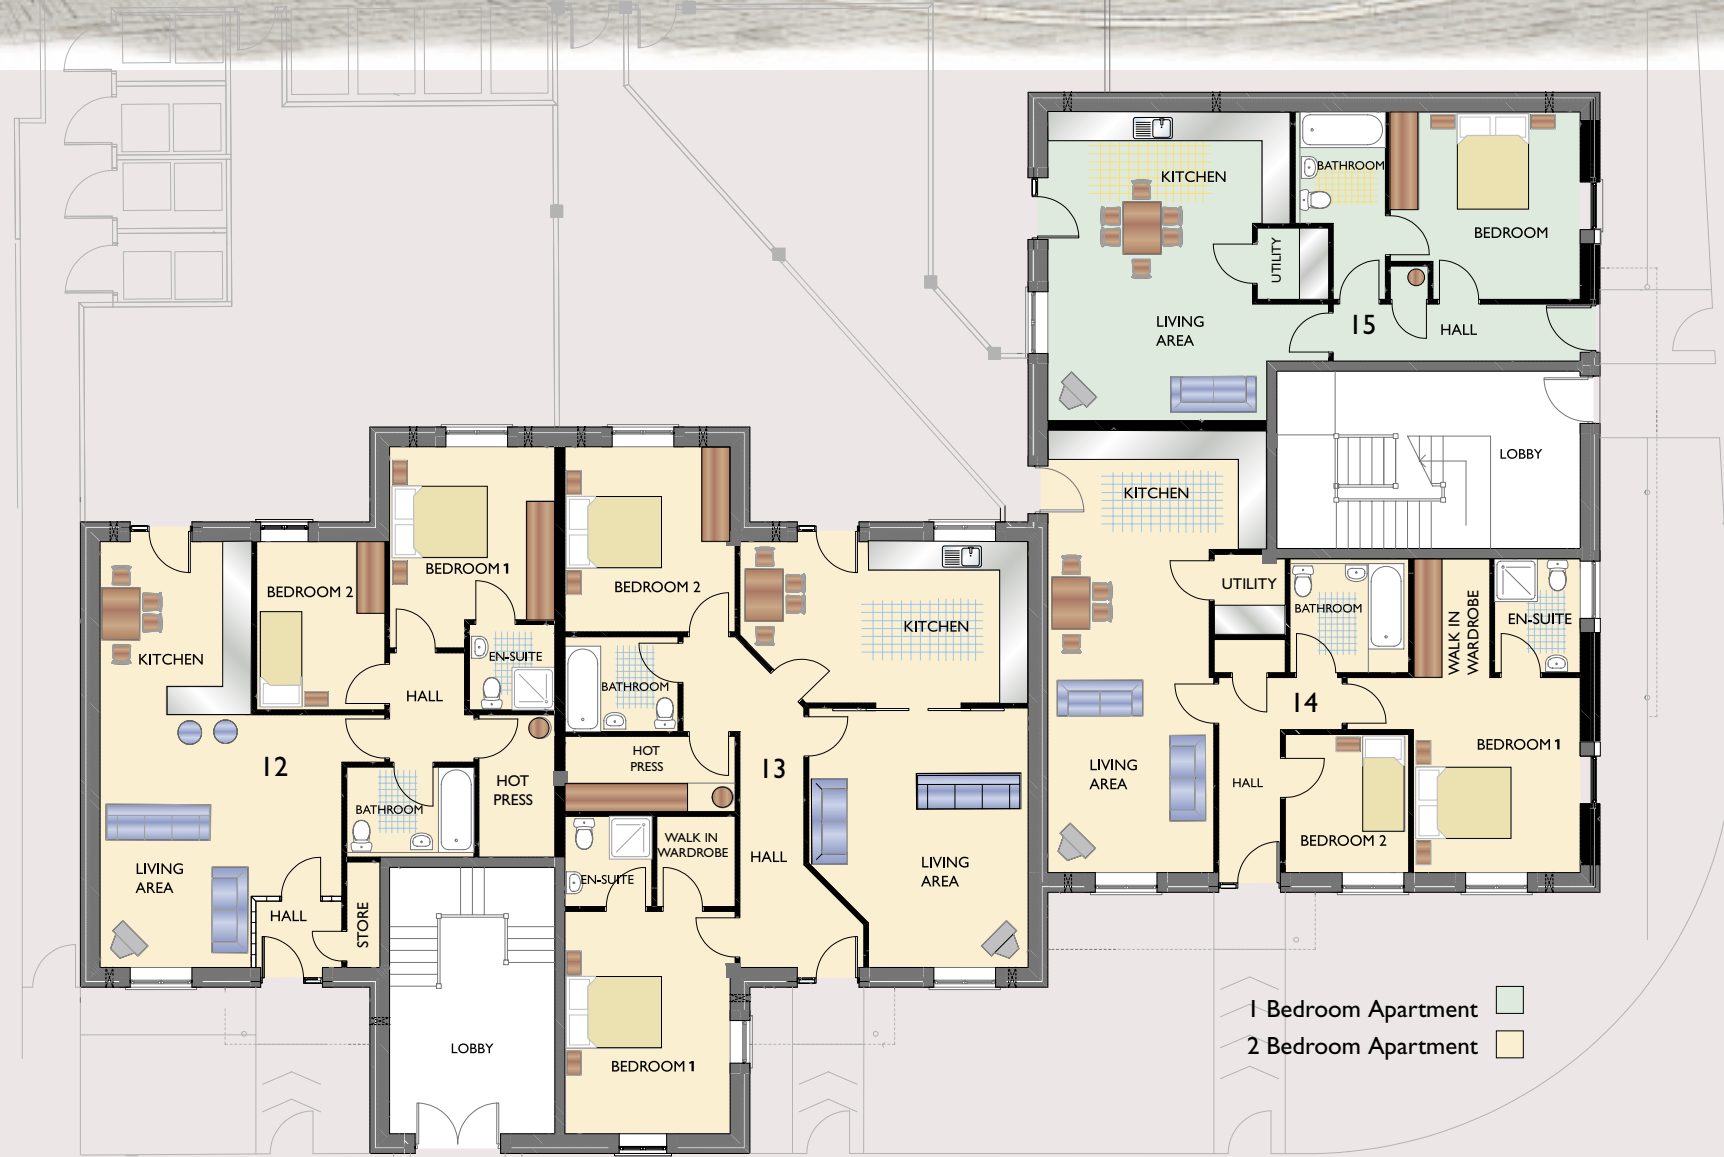 KITCHEN
BATHROOM
BEDROOM
UTILITY
LIVING
AREA
15
HALL
LOBBY
KITCHEN
UTILITY
BATHROOM
WALK IN
WARDROBE
EN-SUITE
14
LIVING
AREA
HALL
BEDROOM 1
BEDROOM 2
BEDROOM 1
BEDROOM 2
KITCHEN
EN-SUITE
HALL
12
HOT
PRESS
BATHROOM
LIVING
AREA
HALL
STORE
LOBBY
BEDROOM 2
KITCHEN
BATHROOM
HOT
PRESS
13
WALK IN
WARDROBE
EN-SUITE
HALL
LIVING
AREA
BEDROOM 1
1 Bedroom Apartment
2 Bedroom Apartment